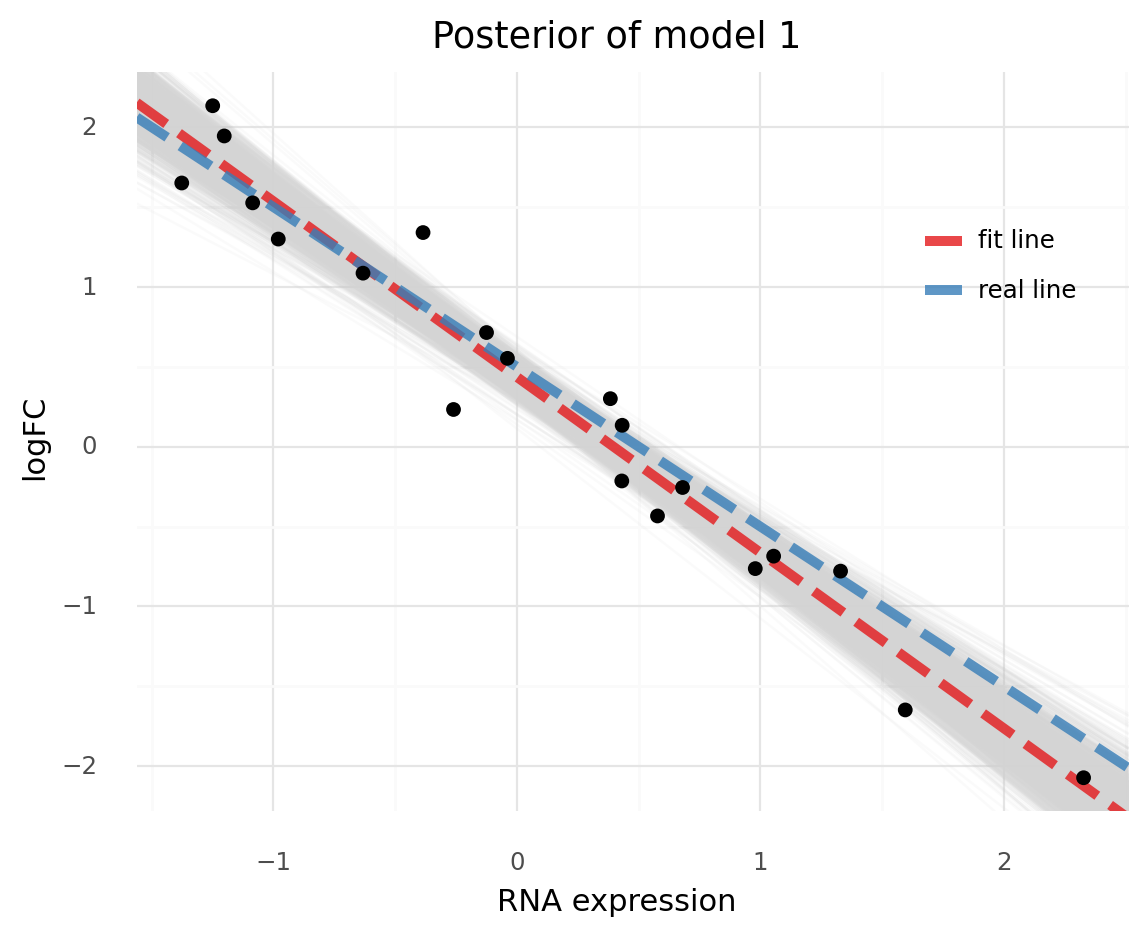 Posterior of model 1
2
1
0
−1
−2
logFC
fit line
real line
−1
0
1
2
RNA expression